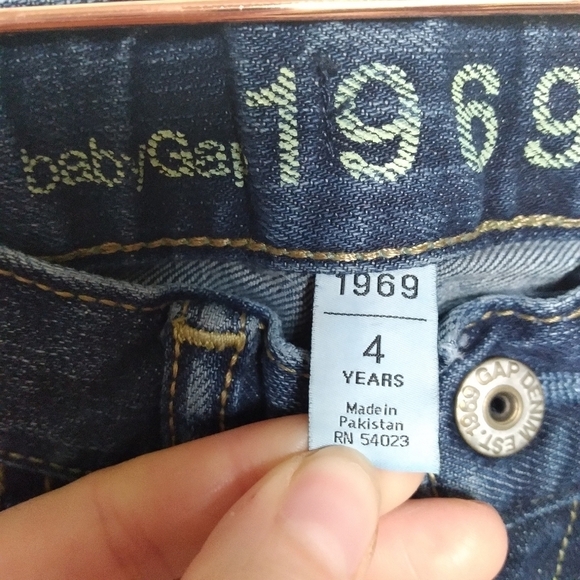 babyGap 1969
1969
4
YEARS
Made in
Pakistan
RN 54023
GAP DENIM EST. 1969